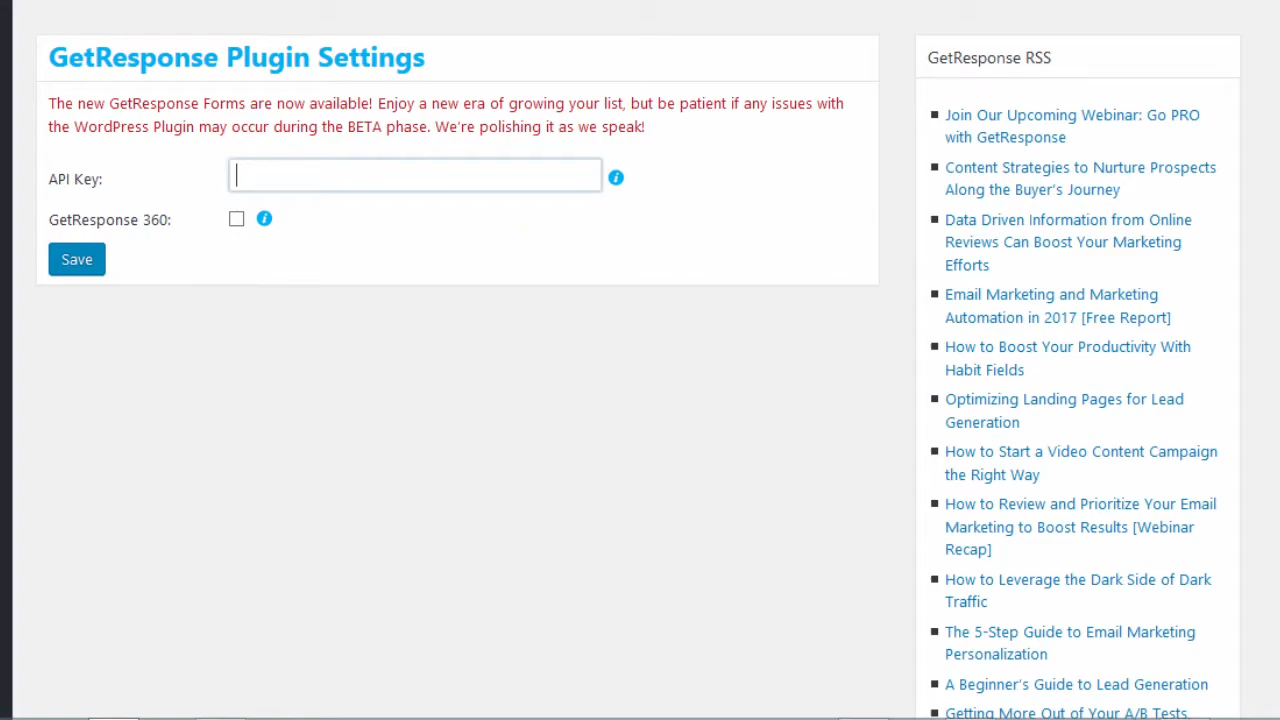 GetResponse Plugin Settings
The new GetResponse Forms are now available! Enjoy a new era of growing your list, but be patient if any issues with
the WordPress Plugin may occur during the BETA phase. We're polishing it as we speak!
API Key:
GetResponse 360:
Save
GetResponse RSS
Join Our Upcoming Webinar: Go PRO
with GetResponse
Content Strategies to Nurture Prospects
Along the Buyer's Journey
Data Driven Information from Online
Reviews Can Boost Your Marketing
Efforts
Email Marketing and Marketing
Automation in 2017 [Free Report]
How to Boost Your Productivity With
Habit Fields
Optimizing Landing Pages for Lead
Generation
How to Start a Video Content Campaign
the Right Way
How to Review and Prioritize Your Email
Marketing to Boost Results [Webinar
Recap]
How to Leverage the Dark Side of Dark
Traffic
The 5-Step Guide to Email Marketing
Personalization
A Beginner's Guide to Lead Generation
Getting More Out of Your A/B Tests